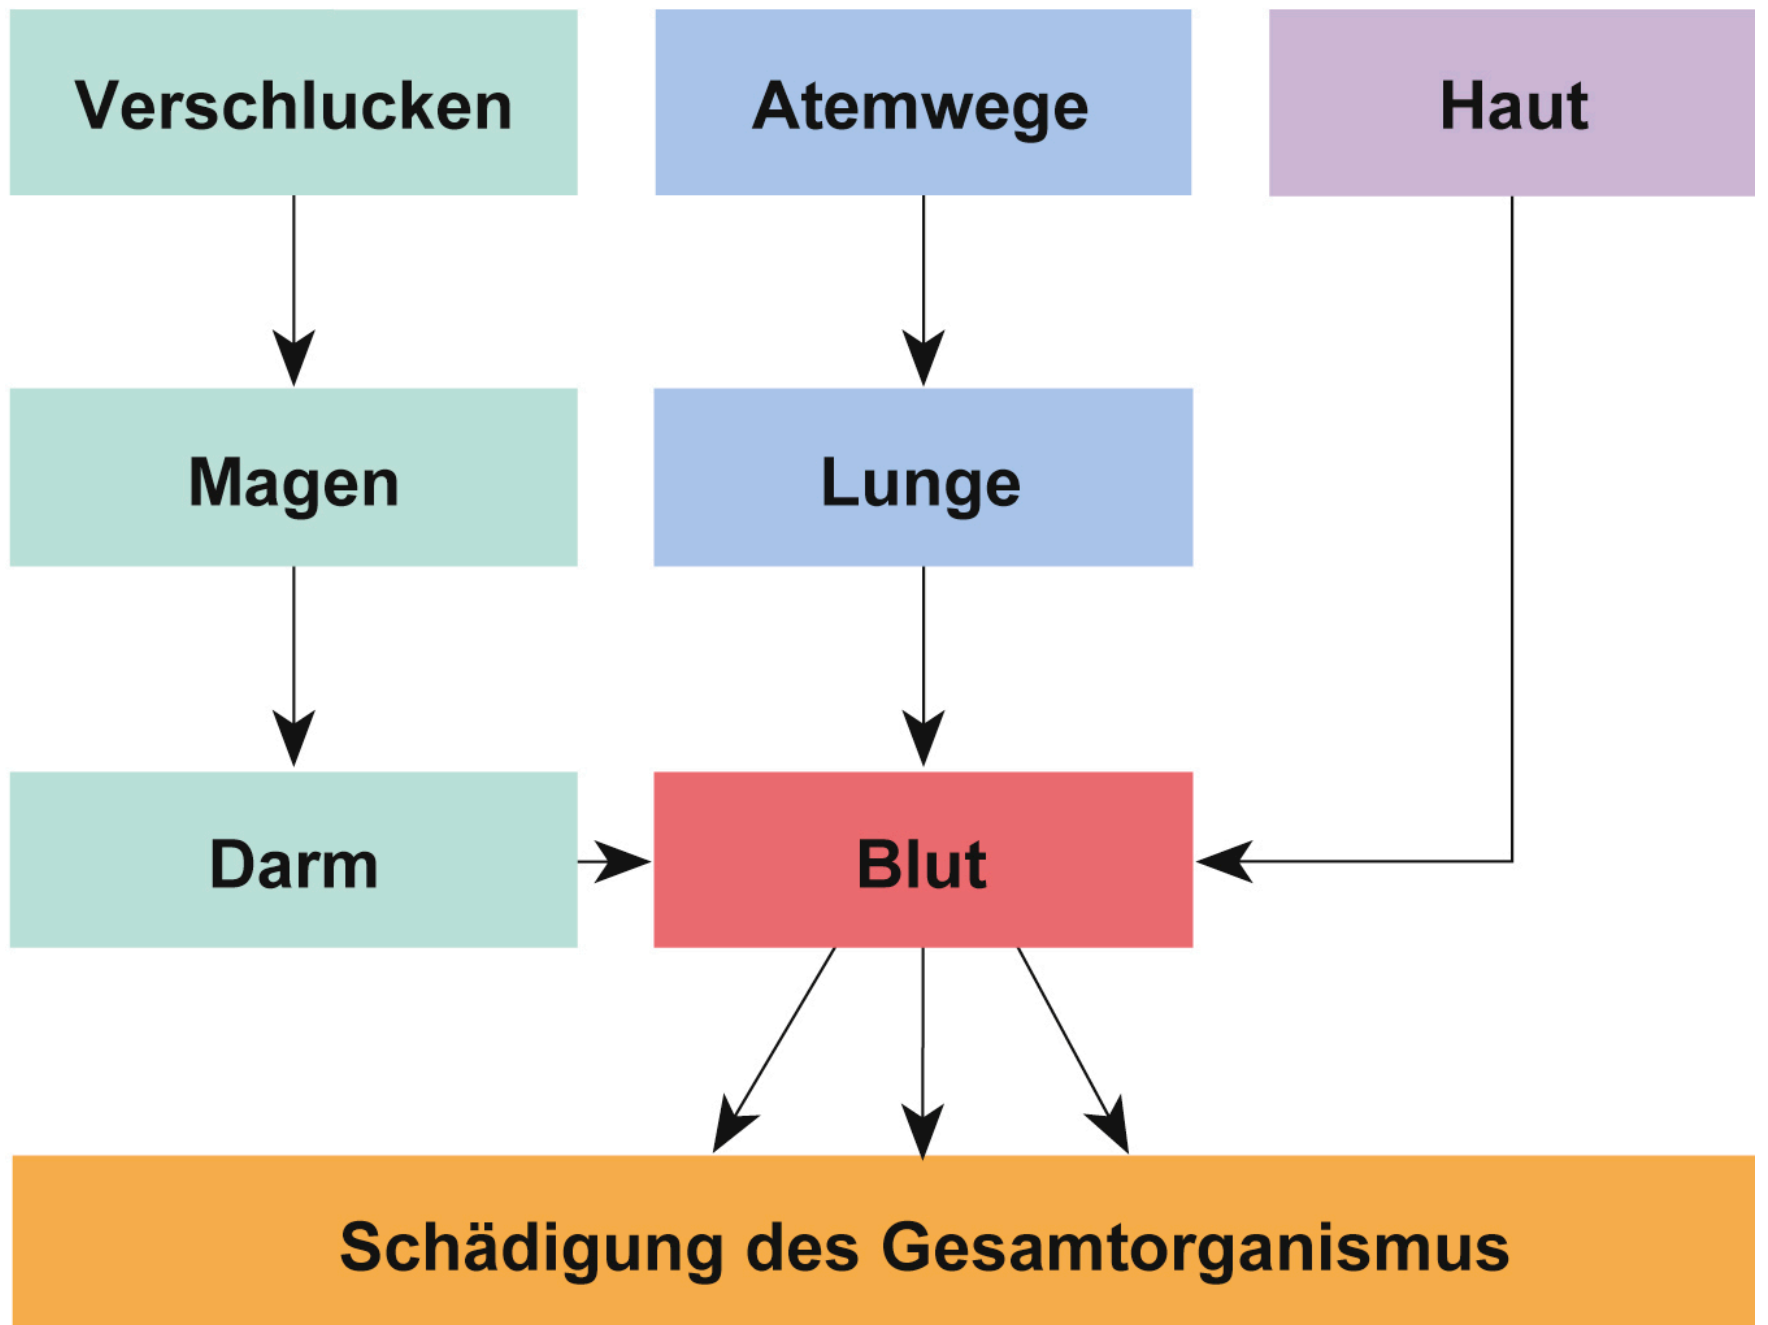 Verschlucken
Atemwege
Haut
Magen
Lunge
Darm
Blut
Schädigung des Gesamtorganismus